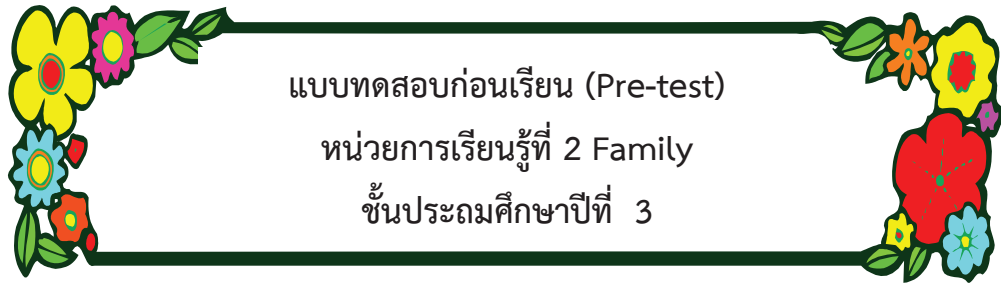 แบบทดสอบก่อนเรียน (Pre-test)
หน่วยการเรียนรู้ที่ 2 Family
ชั้นประถมศึกษาปีที่ 3